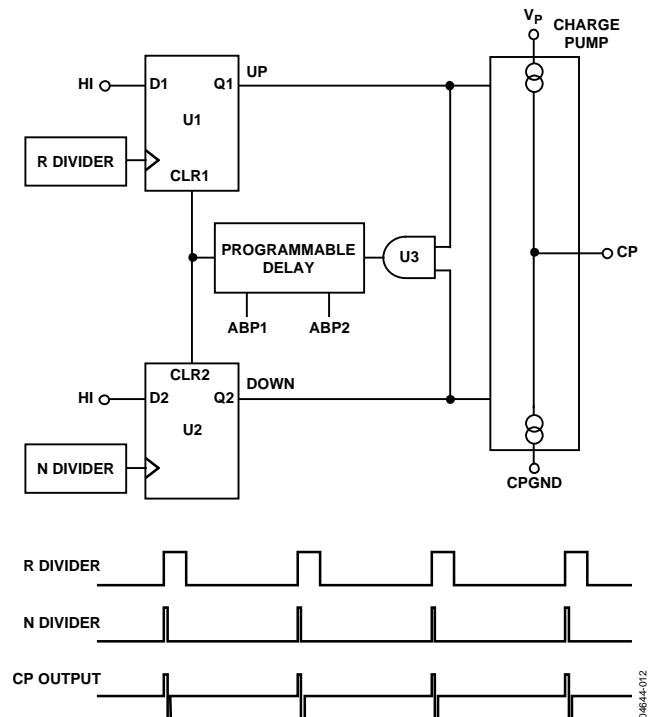 VP
CHARGE
PUMP
UP
HI
D1
Q1
U1
R DIVIDER
CLR1
PROGRAMMABLE
DELAY
U3
CP
ABP1
ABP2
CLR2
DOWN
HI
D2
Q2
U2
N DIVIDER
CPGND
R DIVIDER
N DIVIDER
CP OUTPUT
04644-012